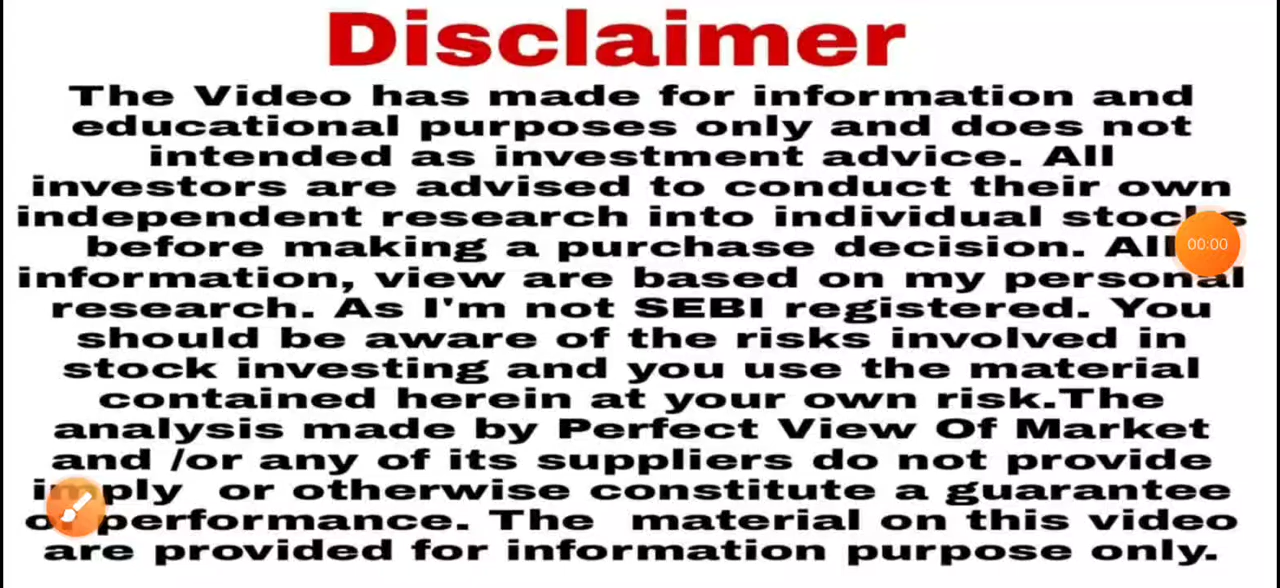 Disclaimer
The Video has made for information and
educational purposes only and does not
intended as investment advice. All
investors are advised to conduct their own
independent research into individual stocks
before making a purchase decision. All
information, view are based on my personal
research. As I'm not SEBI registered. You
should be aware of the risks involved in
stock investing and you use the material
contained herein at your own risk.The
analysis made by Perfect View Of Market
and /or any of its suppliers do not provide
imply or otherwise constitute a guarantee
of performance. The material on this video
are provided for information purpose only.
00:00